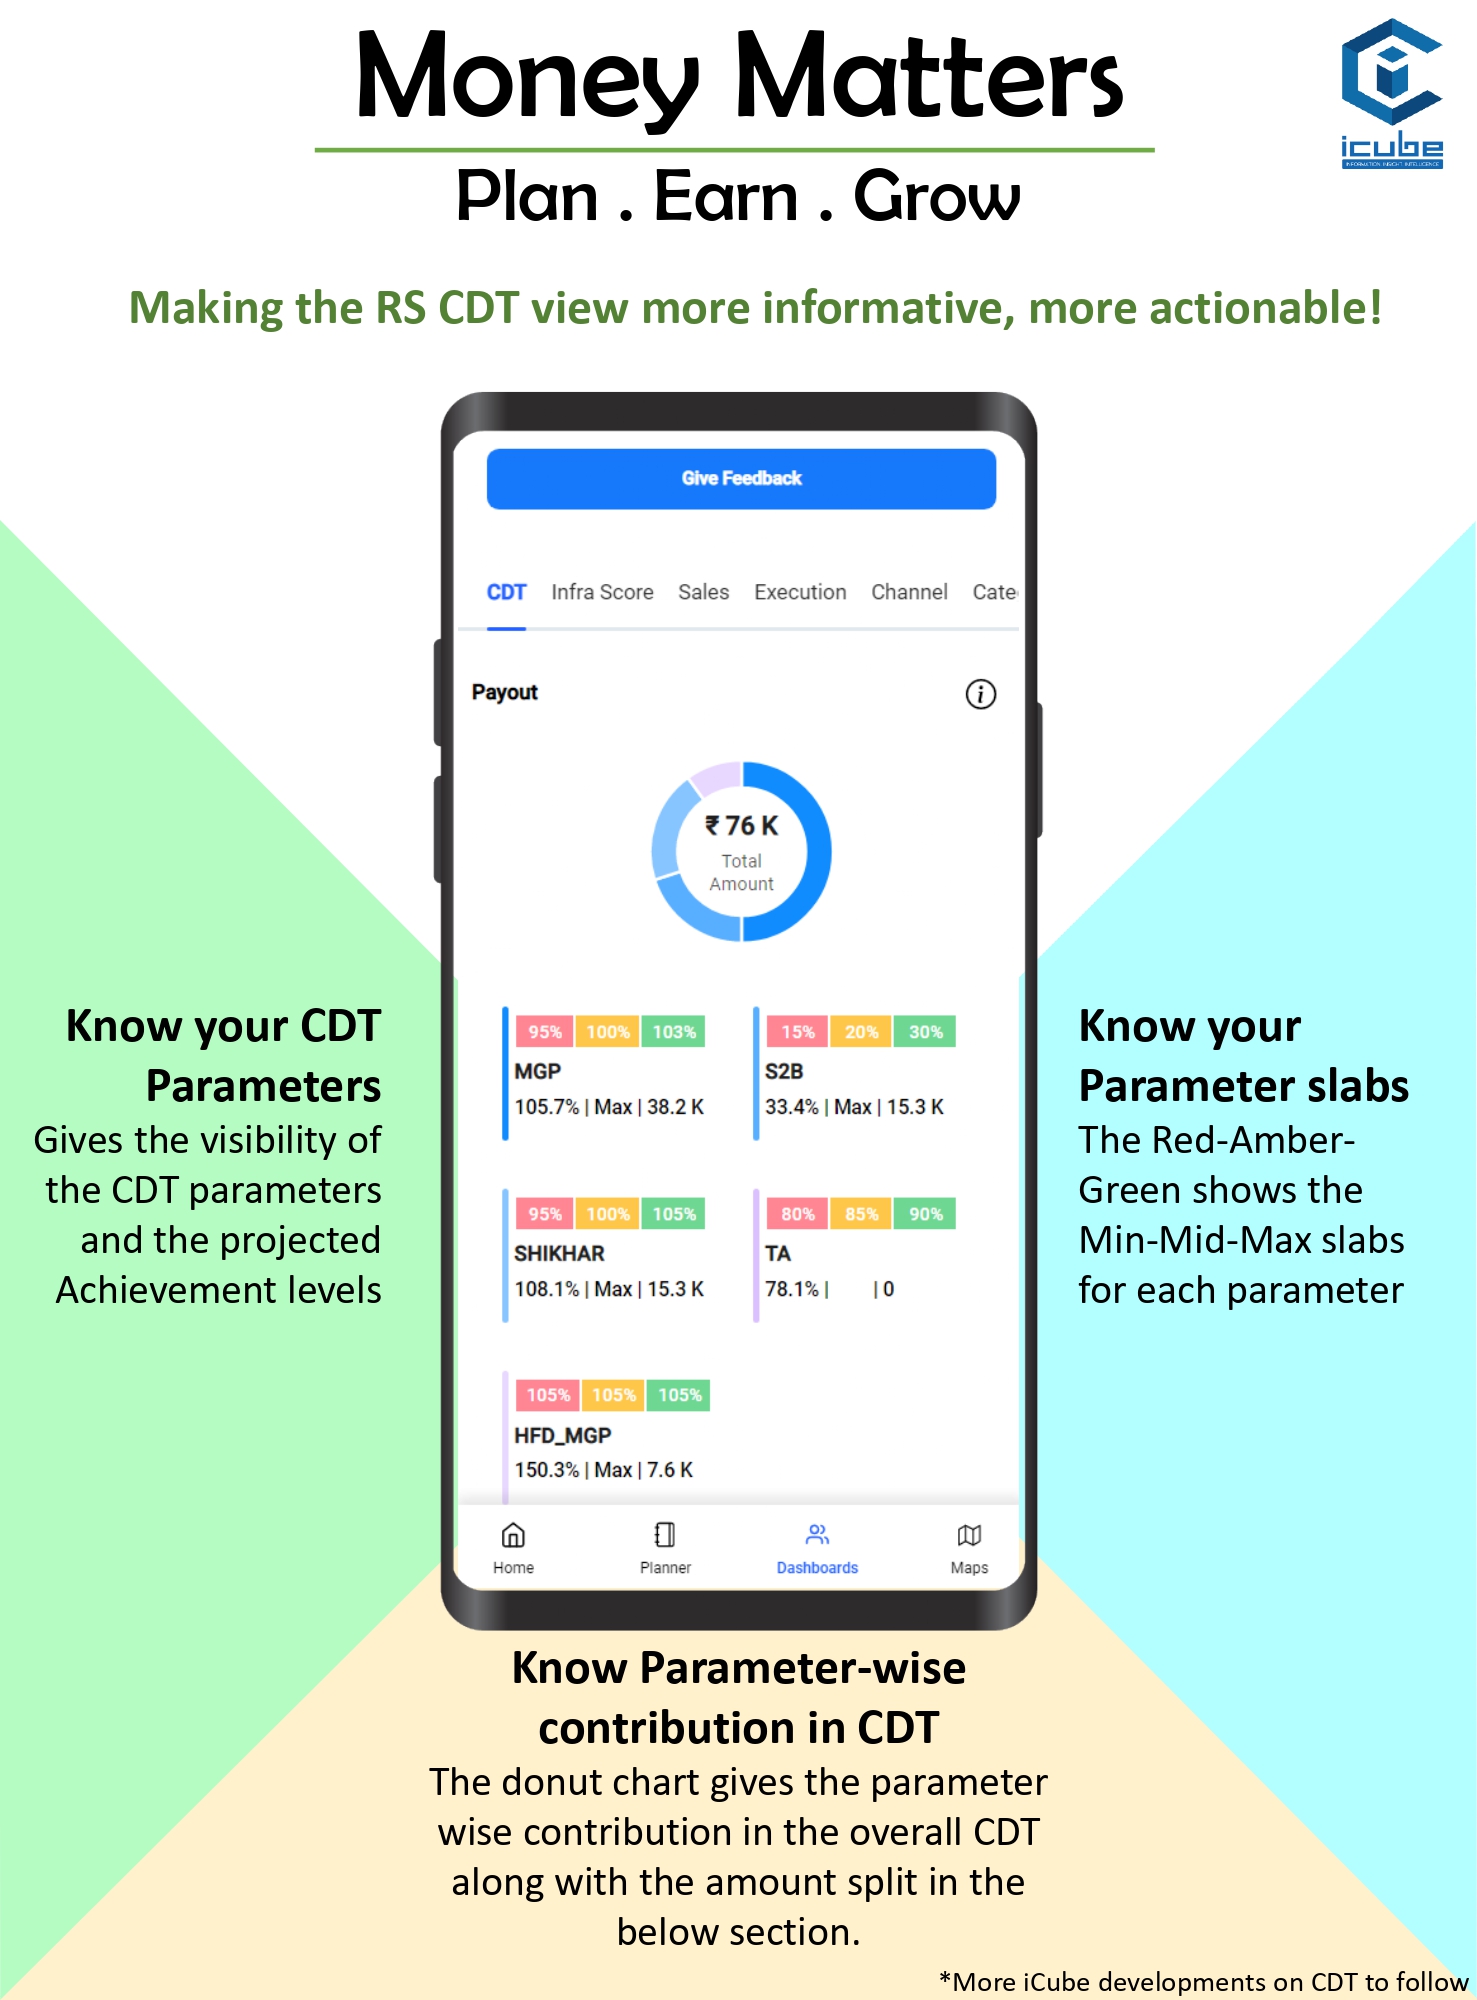 Money Matters
icube
INFORMATION INSIGHT INTELLIGENCE
Plan . Earn . Grow
Making the RS CDT view more informative, more actionable!
Give Feedback
CDT Infra Score Sales Execution Channel Cate
Payout
i
₹ 76 K
Total
Amount
95% 100% 103%
MGP
105.7% | Max | 38.2 K
15% 20% 30%
S2B
33.4% | Max | 15.3 K
95% 100% 105%
SHIKHAR
108.1% | Max | 15.3 K
80% 85% 90%
TA
78.1% | | 0
105% 105% 105%
HFD_MGP
150.3% | Max | 7.6 K
Home Planner Dashboards Maps
Know your CDT
Parameters
Gives the visibility of
the CDT parameters
and the projected
Achievement levels
Know your
Parameter slabs
The Red-Amber-
Green shows the
Min-Mid-Max slabs
for each parameter
Know Parameter-wise
contribution in CDT
The donut chart gives the parameter
wise contribution in the overall CDT
along with the amount split in the
below section.
*More iCube developments on CDT to follow